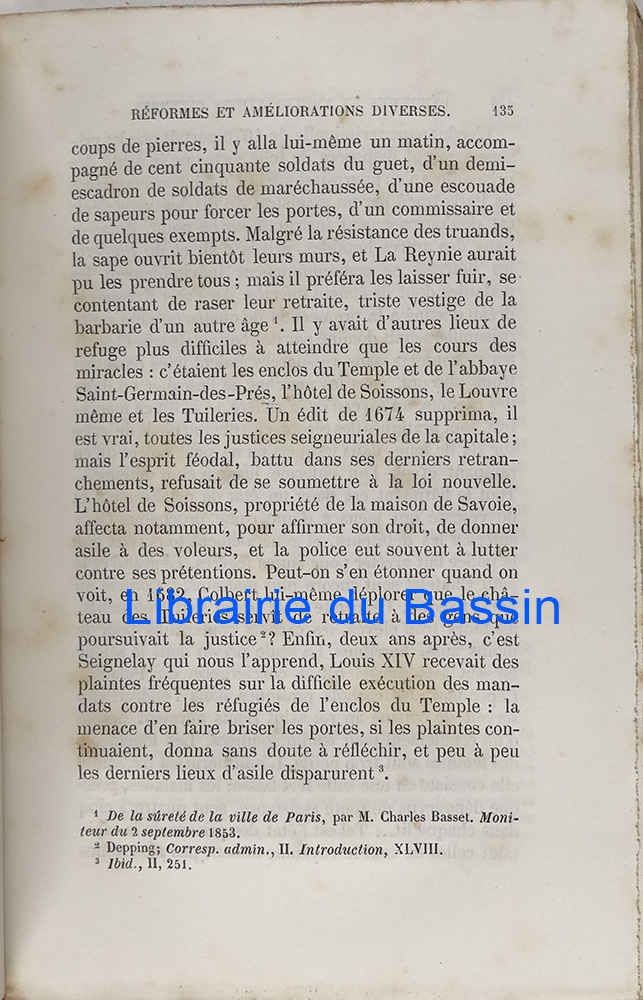 RÉFORMES ET AMÉLIORATIONS DIVERSES. 135
coups de pierres, il y alla lui-même un matin, accom-
pagné de cent cinquante soldats du guet, d'un demi-
escadron de soldats de maréchaussée, d'une escouade
de sapeurs pour forcer les portes, d'un commissaire et
de quelques exempts. Malgré la résistance des truands,
la sape ouvrit bientôt leurs murs, et La Reynie aurait
pu les prendre tous ; mais il préféra les laisser fuir, se
contentant de raser leur retraite, triste vestige de la
barbarie d'un autre âge ¹. Il y avait d'autres lieux de
refuge plus difficiles à atteindre que les cours des
miracles : c'étaient les enclos du Temple et de l'abbaye
Saint-Germain-des-Prés, l'hôtel de Soissons, le Louvre
même et les Tuileries. Un édit de 1674 supprima, il
est vrai, toutes les justices seigneuriales de la capitale ;
mais l'esprit féodal, battu dans ses derniers retran-
chements, refusait de se soumettre à la loi nouvelle.
L'hôtel de Soissons, propriété de la maison de Savoie,
affecta notamment, pour affirmer son droit, de donner
asile à des voleurs, et la police eut souvent à lutter
contre ses prétentions. Peut-on s'en étonner quand on
voit, en 1682, Colbert lui-même déplorer que le châ-
Librairie du Bassin
teau des Tuileries servît de retraite à des gens que
poursuivait la justice ²? Enfin, deux ans après, c'est
Seignelay qui nous l'apprend, Louis XIV recevait des
plaintes fréquentes sur la difficile exécution des man-
dats contre les réfugiés de l'enclos du Temple : la
menace d'en faire briser les portes, si les plaintes con-
tinuaient, donna sans doute à réfléchir, et peu à peu
les derniers lieux d'asile disparurent ³.
¹ De la sûreté de la ville de Paris, par M. Charles Basset. Moni-
teur du 2 septembre 1853.
² Depping; Corresp. admin., II. Introduction, XLVIII.
³ Ibid., II, 251.